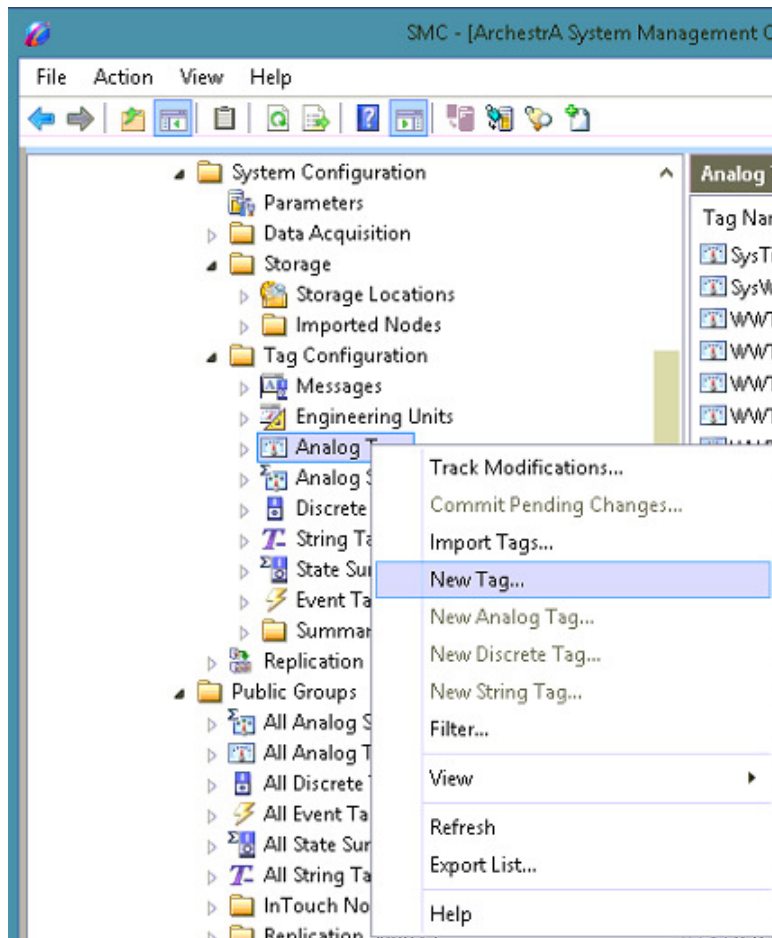 SMC - [ArchestrA System Management C
File Action View Help
System Configuration
Parameters
Data Acquisition
Storage
Storage Locations
Imported Nodes
Tag Configuration
Messages
Engineering Units
Analog T
Analog S
Discrete
String Ta
State Sur
Event Ta
Summar
Replication
Public Groups
All Analog S
All Analog T
All Discrete
All Event Ta
All State Sur
All String Ta
InTouch No
Replication
Analog
Tag Nar
SysTi
SysW
WWT
WWT
WWT
WWT
Track Modifications...
Commit Pending Changes...
Import Tags...
New Tag...
New Analog Tag...
New Discrete Tag...
New String Tag...
Filter...
View
Refresh
Export List...
Help